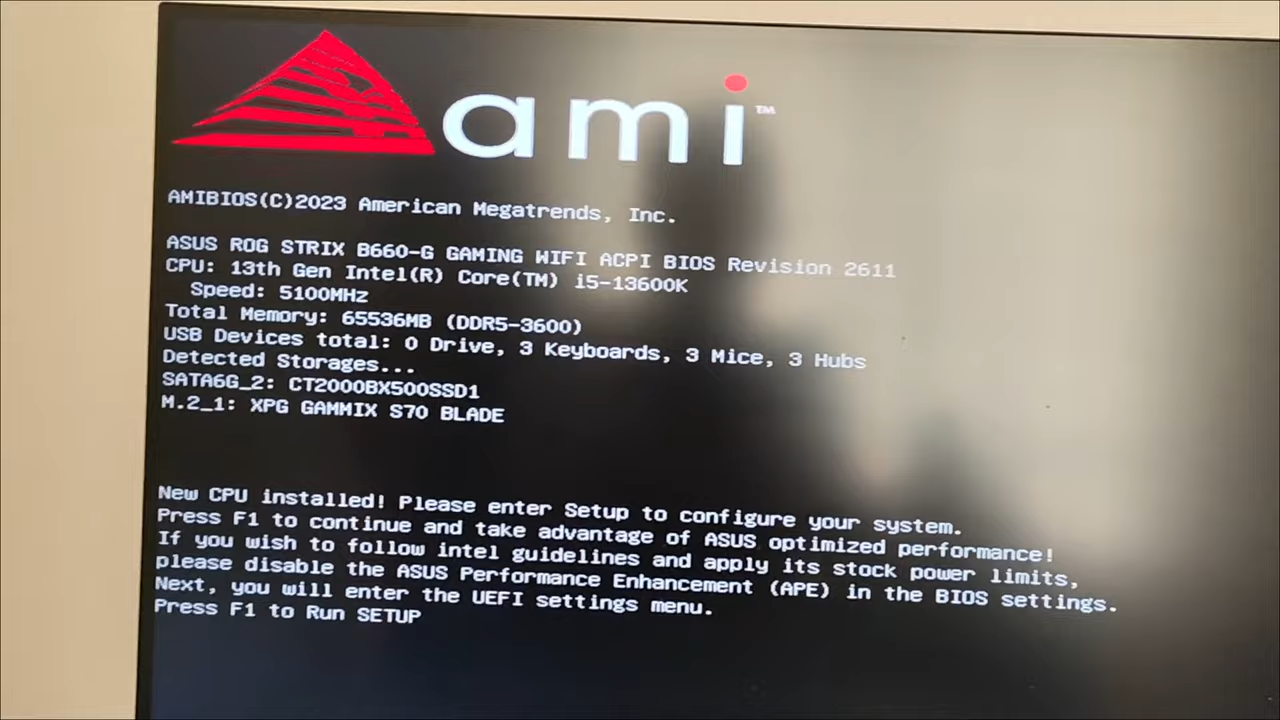 ami™
AMIBIOS(C)2023 American Megatrends, Inc.
ASUS ROG STRIX B660-G GAMING WIFI ACPI BIOS Revision 2611
CPU: 13th Gen Intel(R) Core(TM) i5-13600K
Speed: 5100MHz
Total Memory: 65536MB (DDR5-3600)
USB Devices total: 0 Drive, 3 Keyboards, 3 Mice, 3 Hubs
Detected Storages...
SATA6G_2: CT2000BX500SSD1
M.2_1: XPG GAMMIX S70 BLADE
New CPU installed! Please enter Setup to configure your system.
Press F1 to continue and take advantage of ASUS optimized performance!
If you wish to follow intel guidelines and apply its stock power limits,
please disable the ASUS Performance Enhancement (APE) in the BIOS settings.
Next, you will enter the UEFI settings menu.
Press F1 to Run SETUP